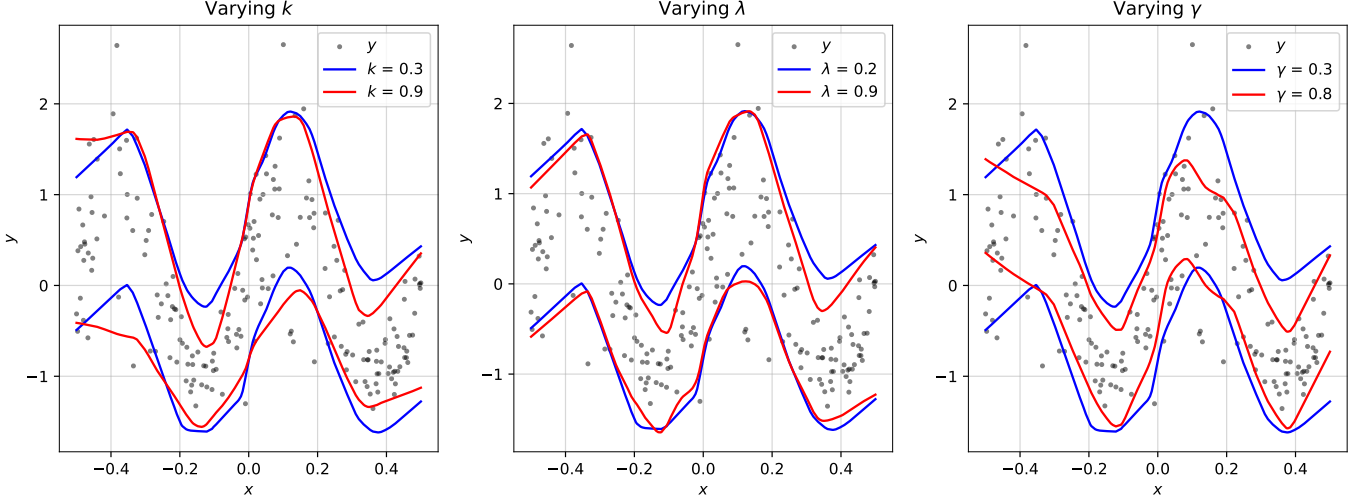 Varying k
y
k = 0.3
k = 0.9
2
1
0
−1
y
−0.4
−0.2
0.0
0.2
0.4
x
Varying λ
y
λ = 0.2
λ = 0.9
2
1
0
−1
y
−0.4
−0.2
0.0
0.2
0.4
x
Varying γ
y
γ = 0.3
γ = 0.8
2
1
0
−1
y
−0.4
−0.2
0.0
0.2
0.4
x